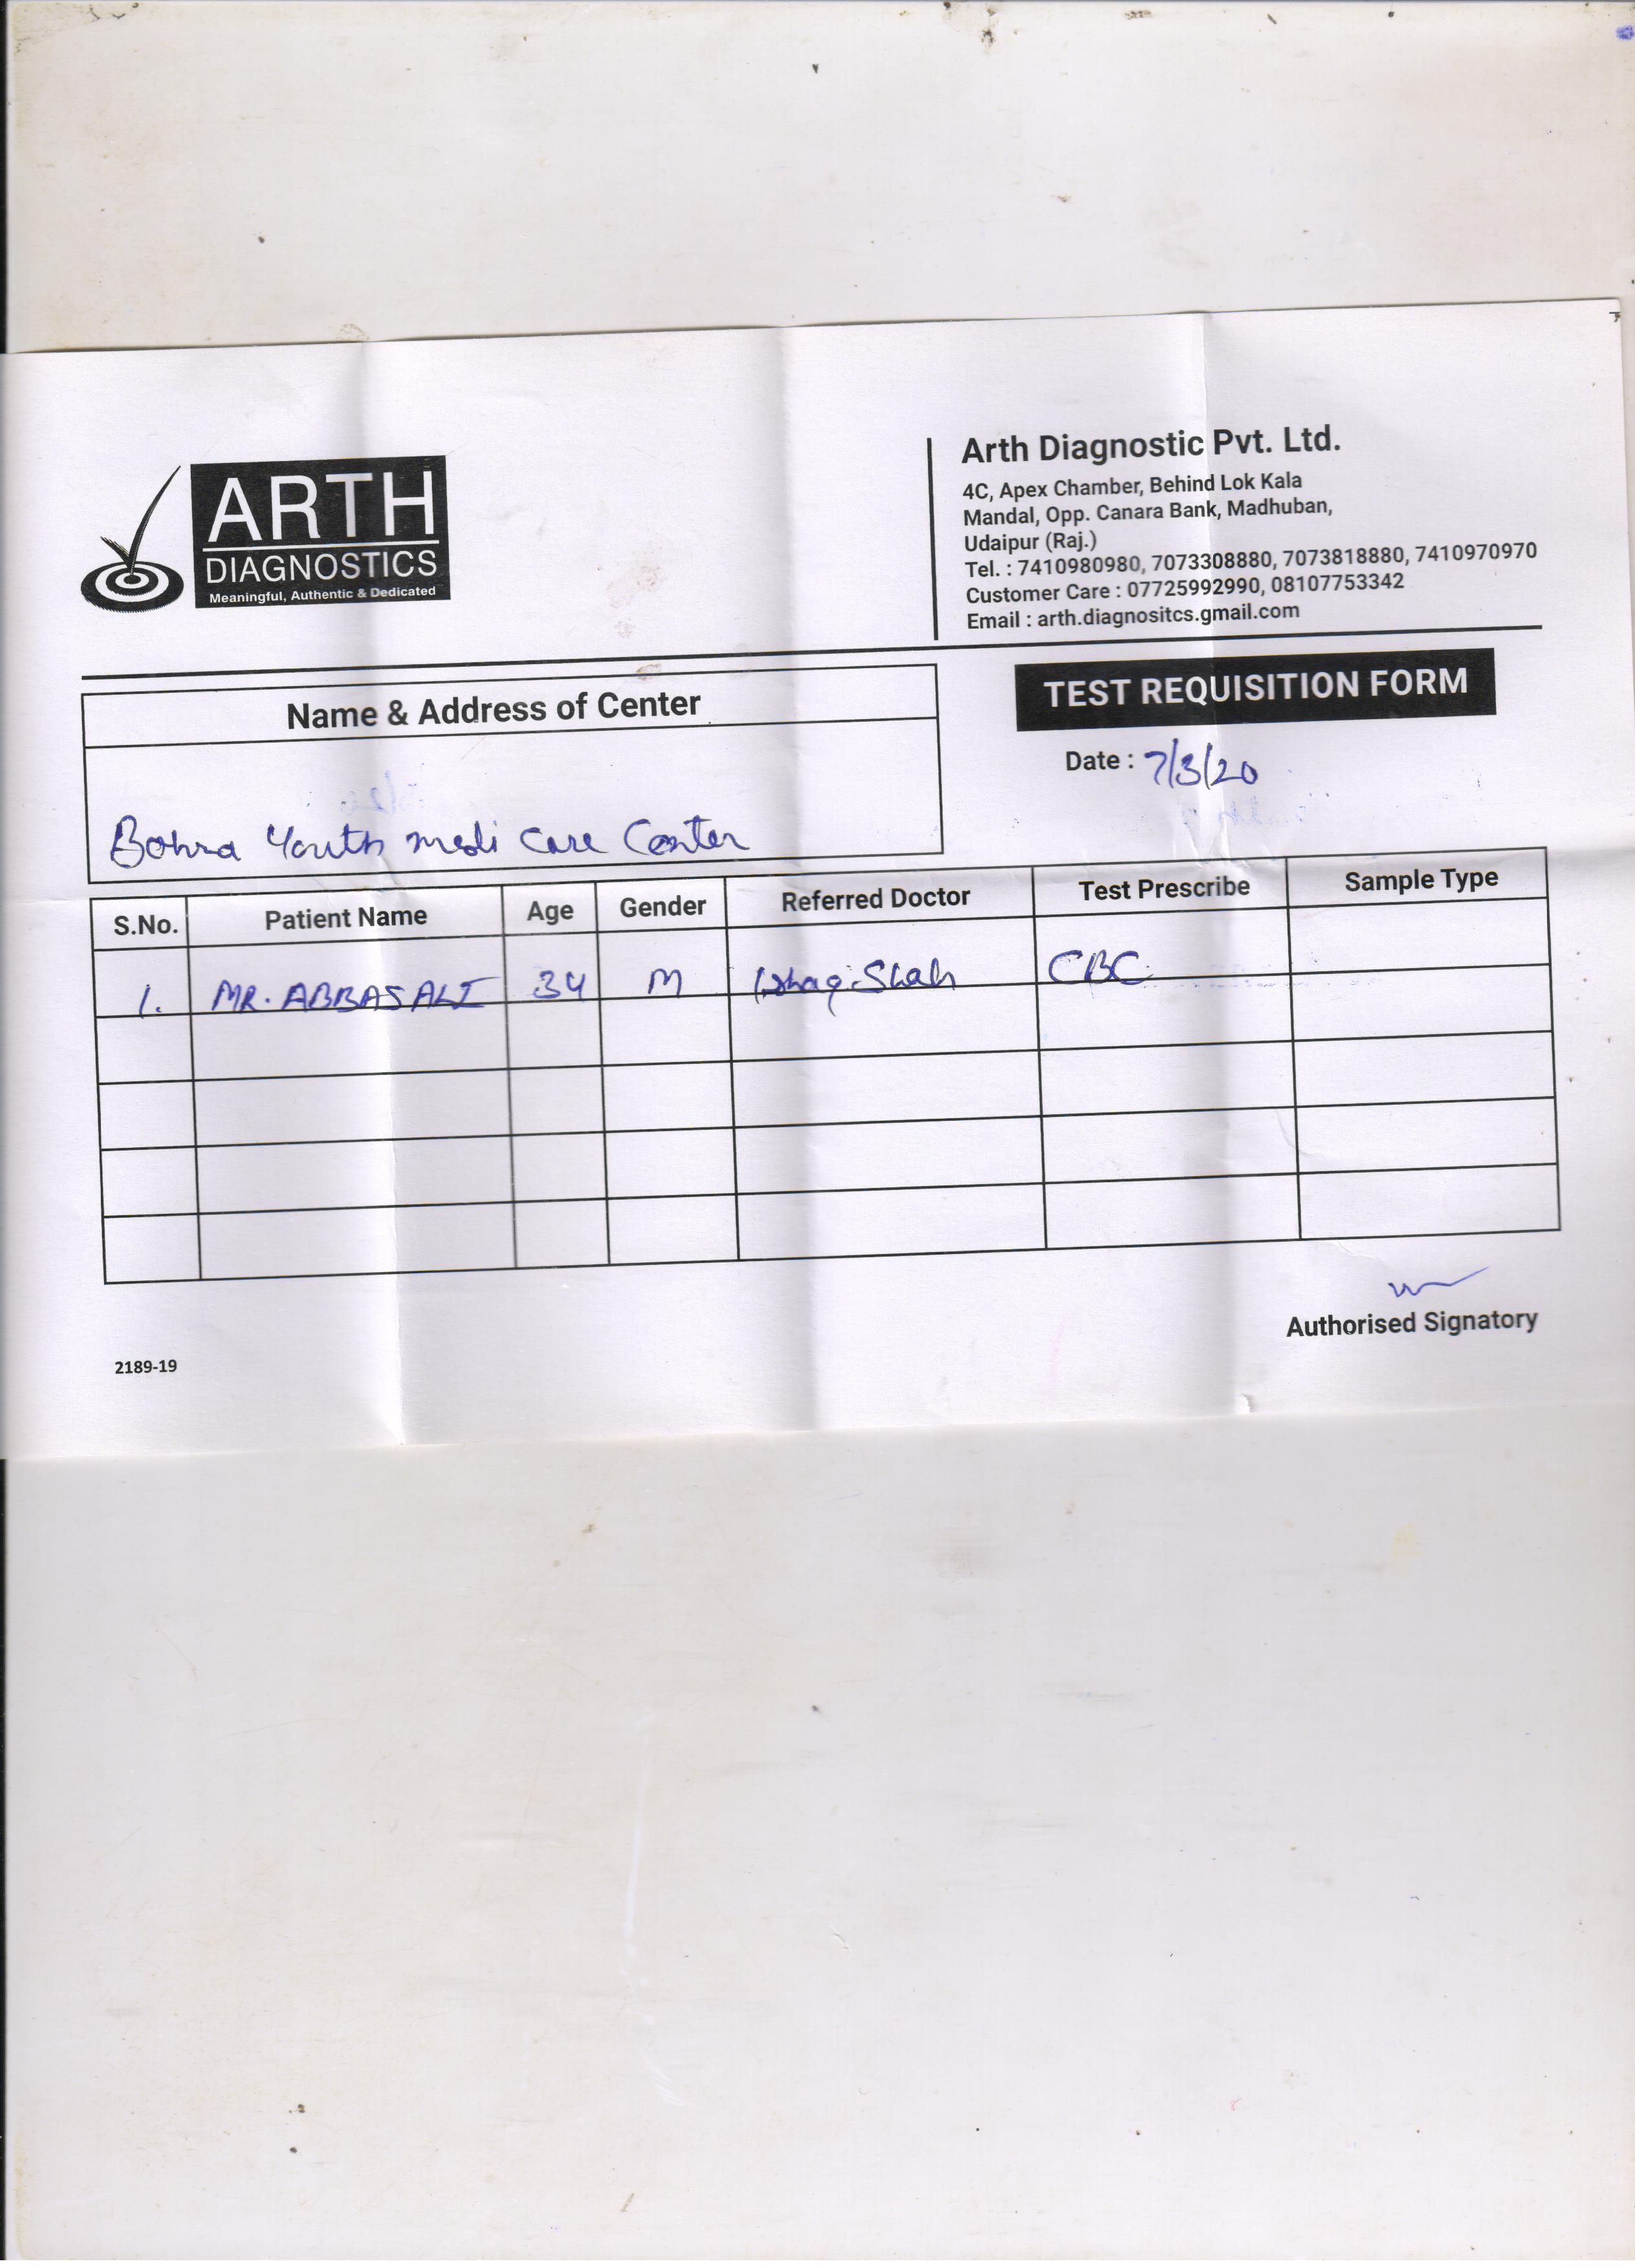 ARTH
DIAGNOSTICS
Meaningful, Authentic & Dedicated
Arth Diagnostic Pvt. Ltd.
4C, Apex Chamber, Behind Lok Kala
Mandal, Opp. Canara Bank, Madhuban,
Udaipur (Raj.)
Tel. : 7410980980, 7073308880, 7073818880, 7410970970
Customer Care : 07725992990, 08107753342
Email : arth.diagnositcs.gmail.com
Name & Address of Center
TEST REQUISITION FORM
Date : 7/3/20
Bohra Youth medi care Center
S.No. Patient Name Age Gender Referred Doctor Test Prescribe Sample Type
1. MR. ABBAS ALI 34 M Ishaq Shah CBC
Authorised Signatory
2189-19